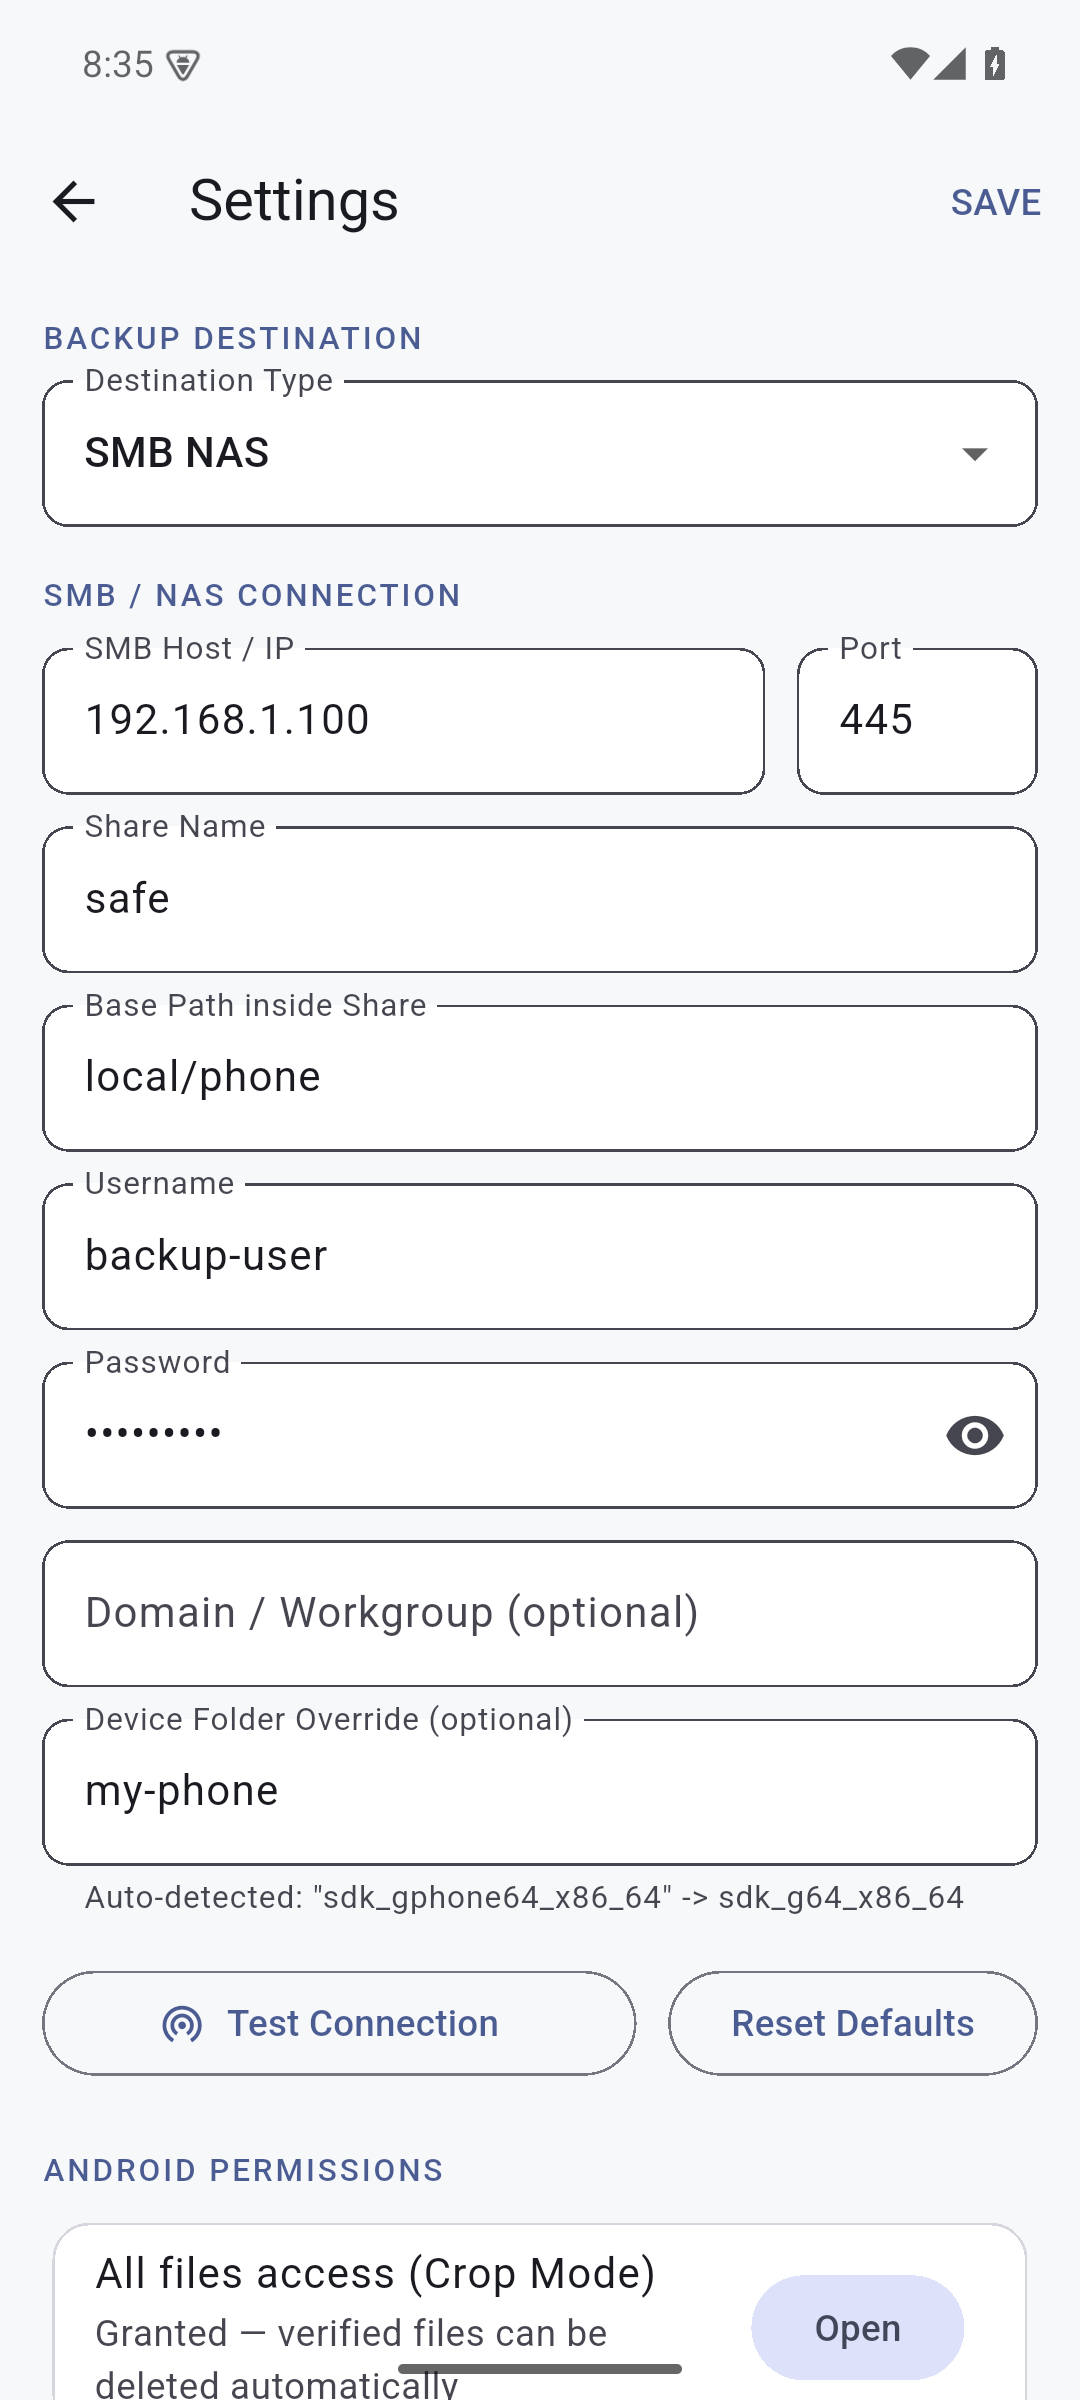 8:35
Settings
SAVE
BACKUP DESTINATION
Destination Type
SMB NAS
SMB / NAS CONNECTION
SMB Host / IP
Port
192.168.1.100
445
Share Name
safe
Base Path inside Share
local/phone
Username
backup-user
Password
•••••••••
Domain / Workgroup (optional)
Device Folder Override (optional)
my-phone
Auto-detected: "sdk_gphone64_x86_64" -> sdk_g64_x86_64
Test Connection
Reset Defaults
ANDROID PERMISSIONS
All files access (Crop Mode)
Granted — verified files can be
deleted automatically
Open